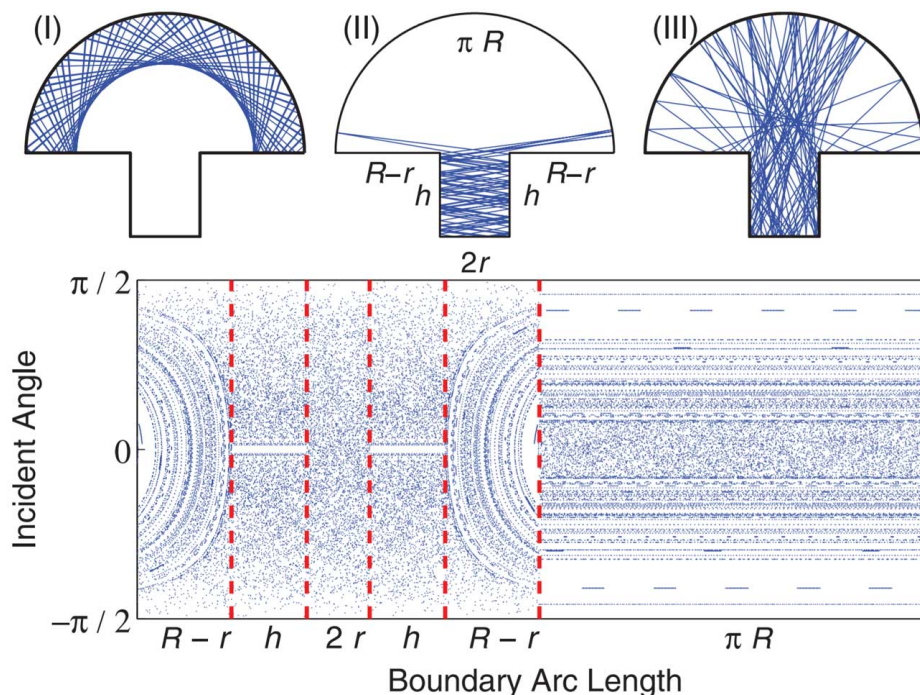 (I)
(II)
(III)
π R
R–r
h
h
R–r
2r
π / 2
0
–π / 2
Incident Angle
R – r
h
2 r
h
R – r
π R
Boundary Arc Length